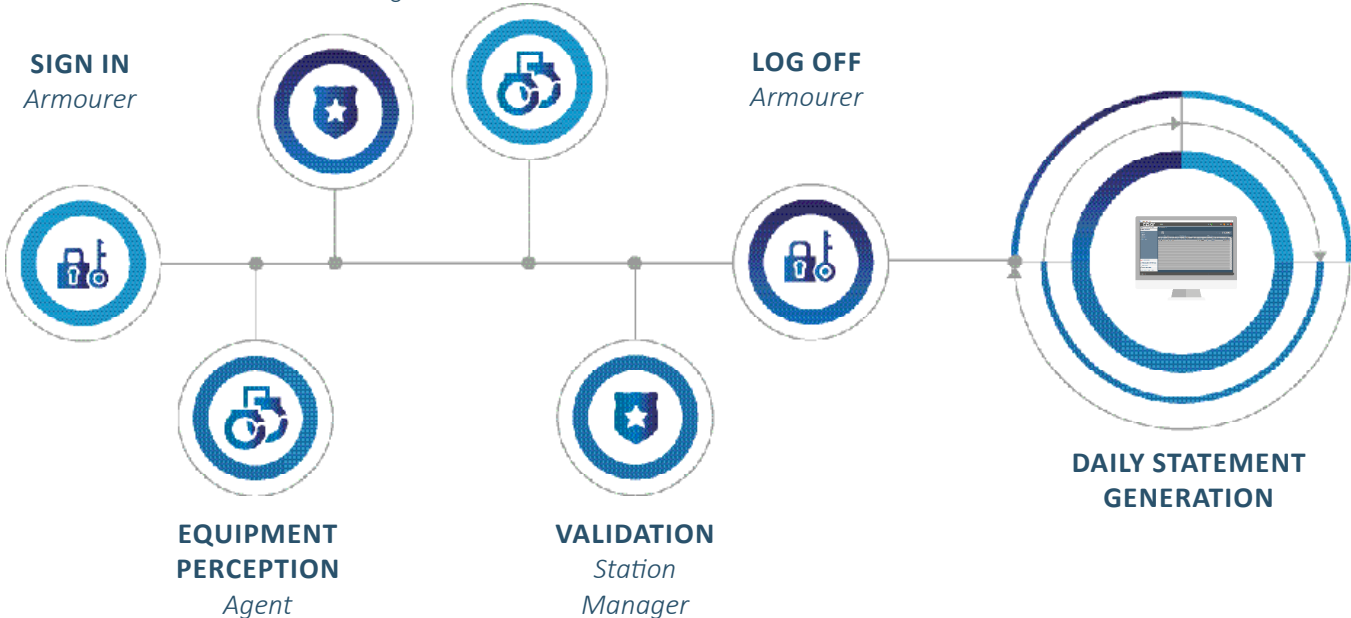 SIGN IN
Armourer
LOG OFF
Armourer
EQUIPMENT
PERCEPTION
Agent
VALIDATION
Station
Manager
DAILY STATEMENT
GENERATION